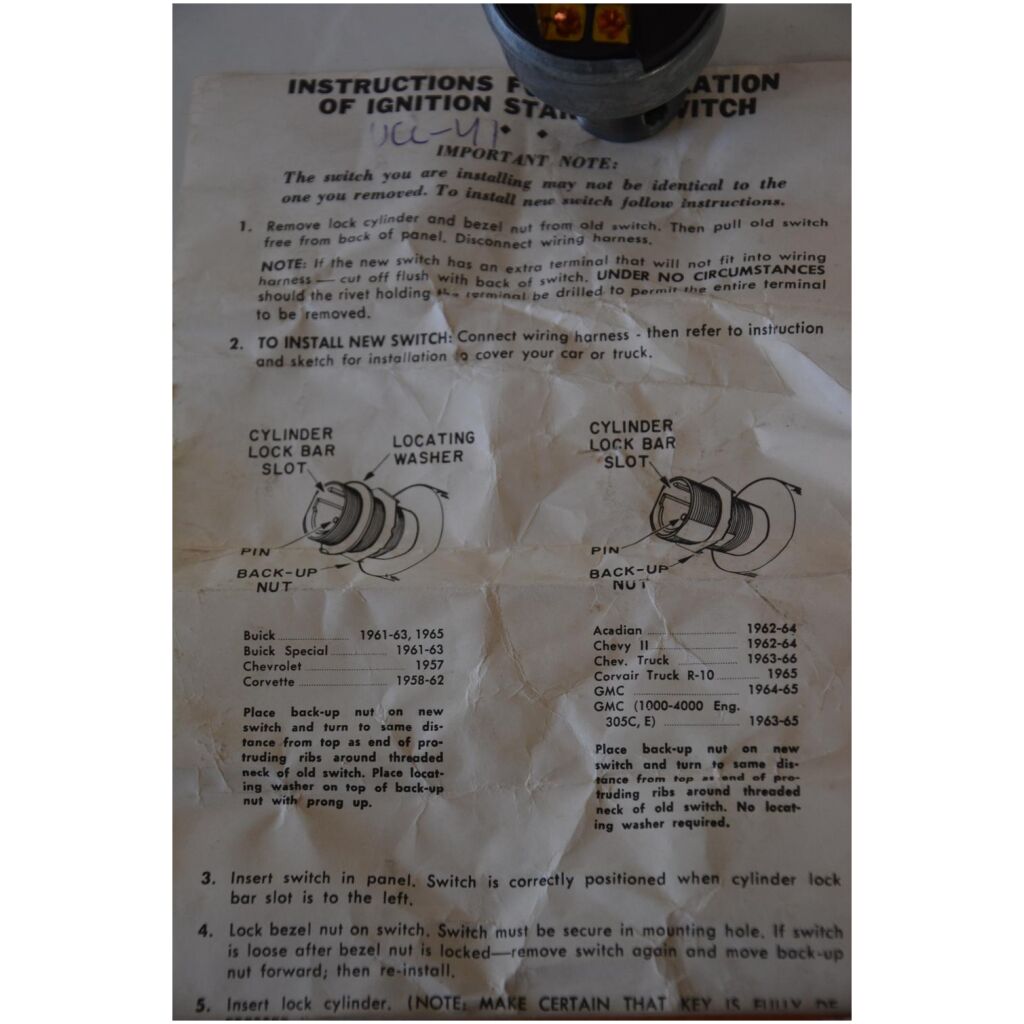 INSTRUCTIONS
OF IGNITION
IMPORTANT NOTE:
The switch you are installing may not be identical to the
one you removed. To install new switch follow instructions.
1. Remove lock cylinder and bezel nut from old switch. Then pull old switch
free from back of panel. Disconnect wiring harness.
NOTE: If the new switch has an extra terminal that will not fit into wiring
harness — cut off flush with back of switch. UNDER NO CIRCUMSTANCES
should the rivet holding the terminal be drilled to permit the entire terminal
to be removed.
2. TO INSTALL NEW SWITCH: Connect wiring harness - then refer to instruction
and sketch for installation to cover your car or truck.
CYLINDER
LOCK BAR
SLOT
LOCATING
WASHER
PIN
BACK-UP
NUT
Buick 1961-63, 1965
Buick Special 1961-63
Chevrolet 1957
Corvette 1958-62
Place back-up nut on new
switch and turn to same dis-
tance from top as end of pro-
truding ribs around threaded
neck of old switch. Place locat-
ing washer on top of back-up
nut with prong up.
CYLINDER
LOCK BAR
SLOT
PIN
BACK-UP
NUT
Acadian 1962-64
Chevy II 1962-64
Chev. Truck 1963-66
Corvair Truck R-10 1965
GMC 1964-65
GMC (1000-4000 Eng.
305C, E) 1963-65
Place back-up nut on new
switch and turn to same dis-
tance from top as end of pro-
truding ribs around threaded
neck of old switch. No locat-
ing washer required.
3. Insert switch in panel. Switch is correctly positioned when cylinder lock
bar slot is to the left.
4. Lock bezel nut on switch. Switch must be secure in mounting hole. If switch
is loose after bezel nut is locked—remove switch again and move back-up
nut forward; then re-install.
5. Insert lock cylinder. (NOTE: MAKE CERTAIN THAT KEY IS FULLY DE